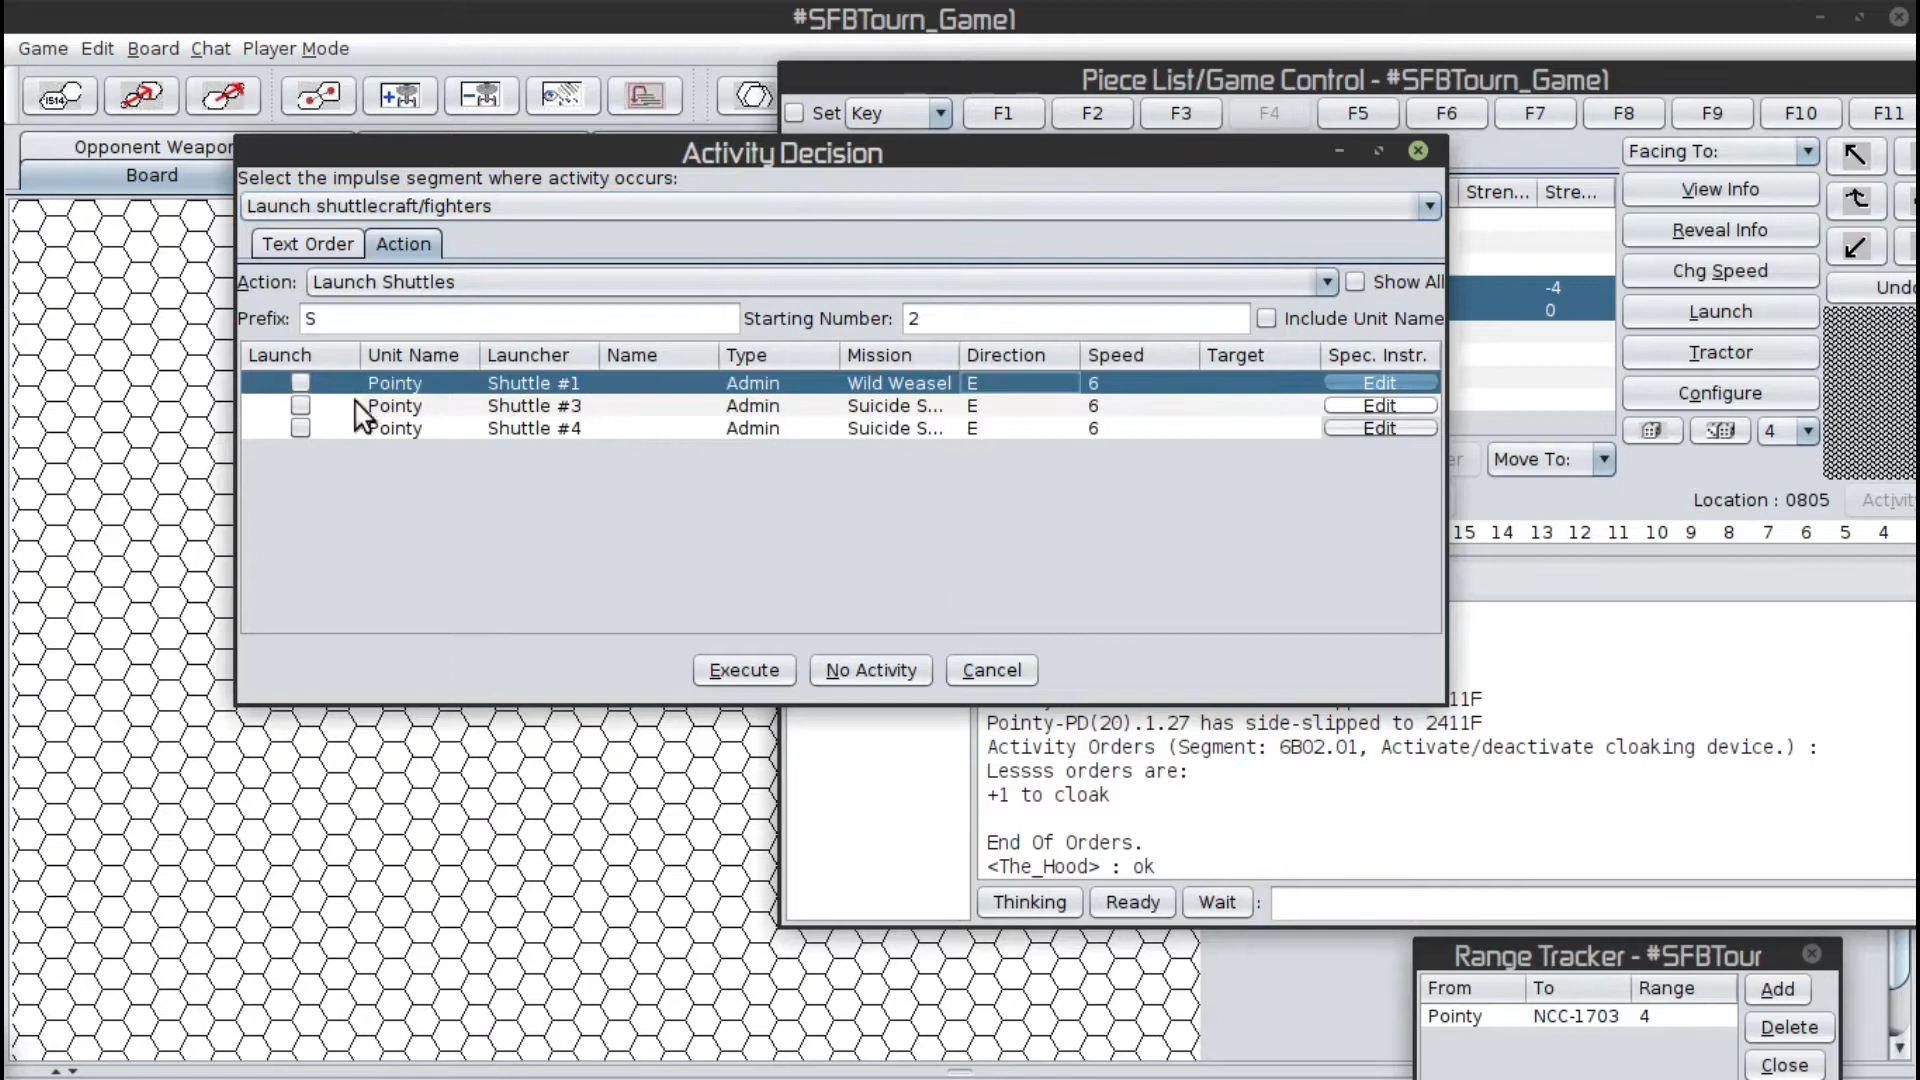 #SFBTourn_Game1
Game Edit Board Chat Player Mode
Piece List/Game Control - #SFBTourn_Game1
Set Key F1 F2 F3 F4 F5 F6 F7 F8 F9 F10 F11
Opponent Weapon
Board
Activity Decision
Select the impulse segment where activity occurs:
Launch shuttlecraft/fighters
Text Order Action
Action: Launch Shuttles Show All
Prefix: S Starting Number: 2 Include Unit Name
Launch Unit Name Launcher Name Type Mission Direction Speed Target Spec. Instr.
Pointy Shuttle #1 Admin Wild Weasel E 6 Edit
Pointy Shuttle #3 Admin Suicide S... E 6 Edit
Pointy Shuttle #4 Admin Suicide S... E 6 Edit
Execute No Activity Cancel
Facing To:
Stren... Stre... View Info
Reveal Info
Chg Speed
-4
0
Launch
Undo
Tractor
Configure
4
Move To:
Location : 0805 Activit
15 14 13 12 11 10 9 8 7 6 5 4
11F
Pointy-PD(20).1.27 has side-slipped to 2411F
Activity Orders (Segment: 6B02.01, Activate/deactivate cloaking device.) :
Lessss orders are:
+1 to cloak
End Of Orders.
<The_Hood> : ok
Thinking Ready Wait :
Range Tracker - #SFBTour
From To Range Add
Pointy NCC-1703 4
Delete
Close